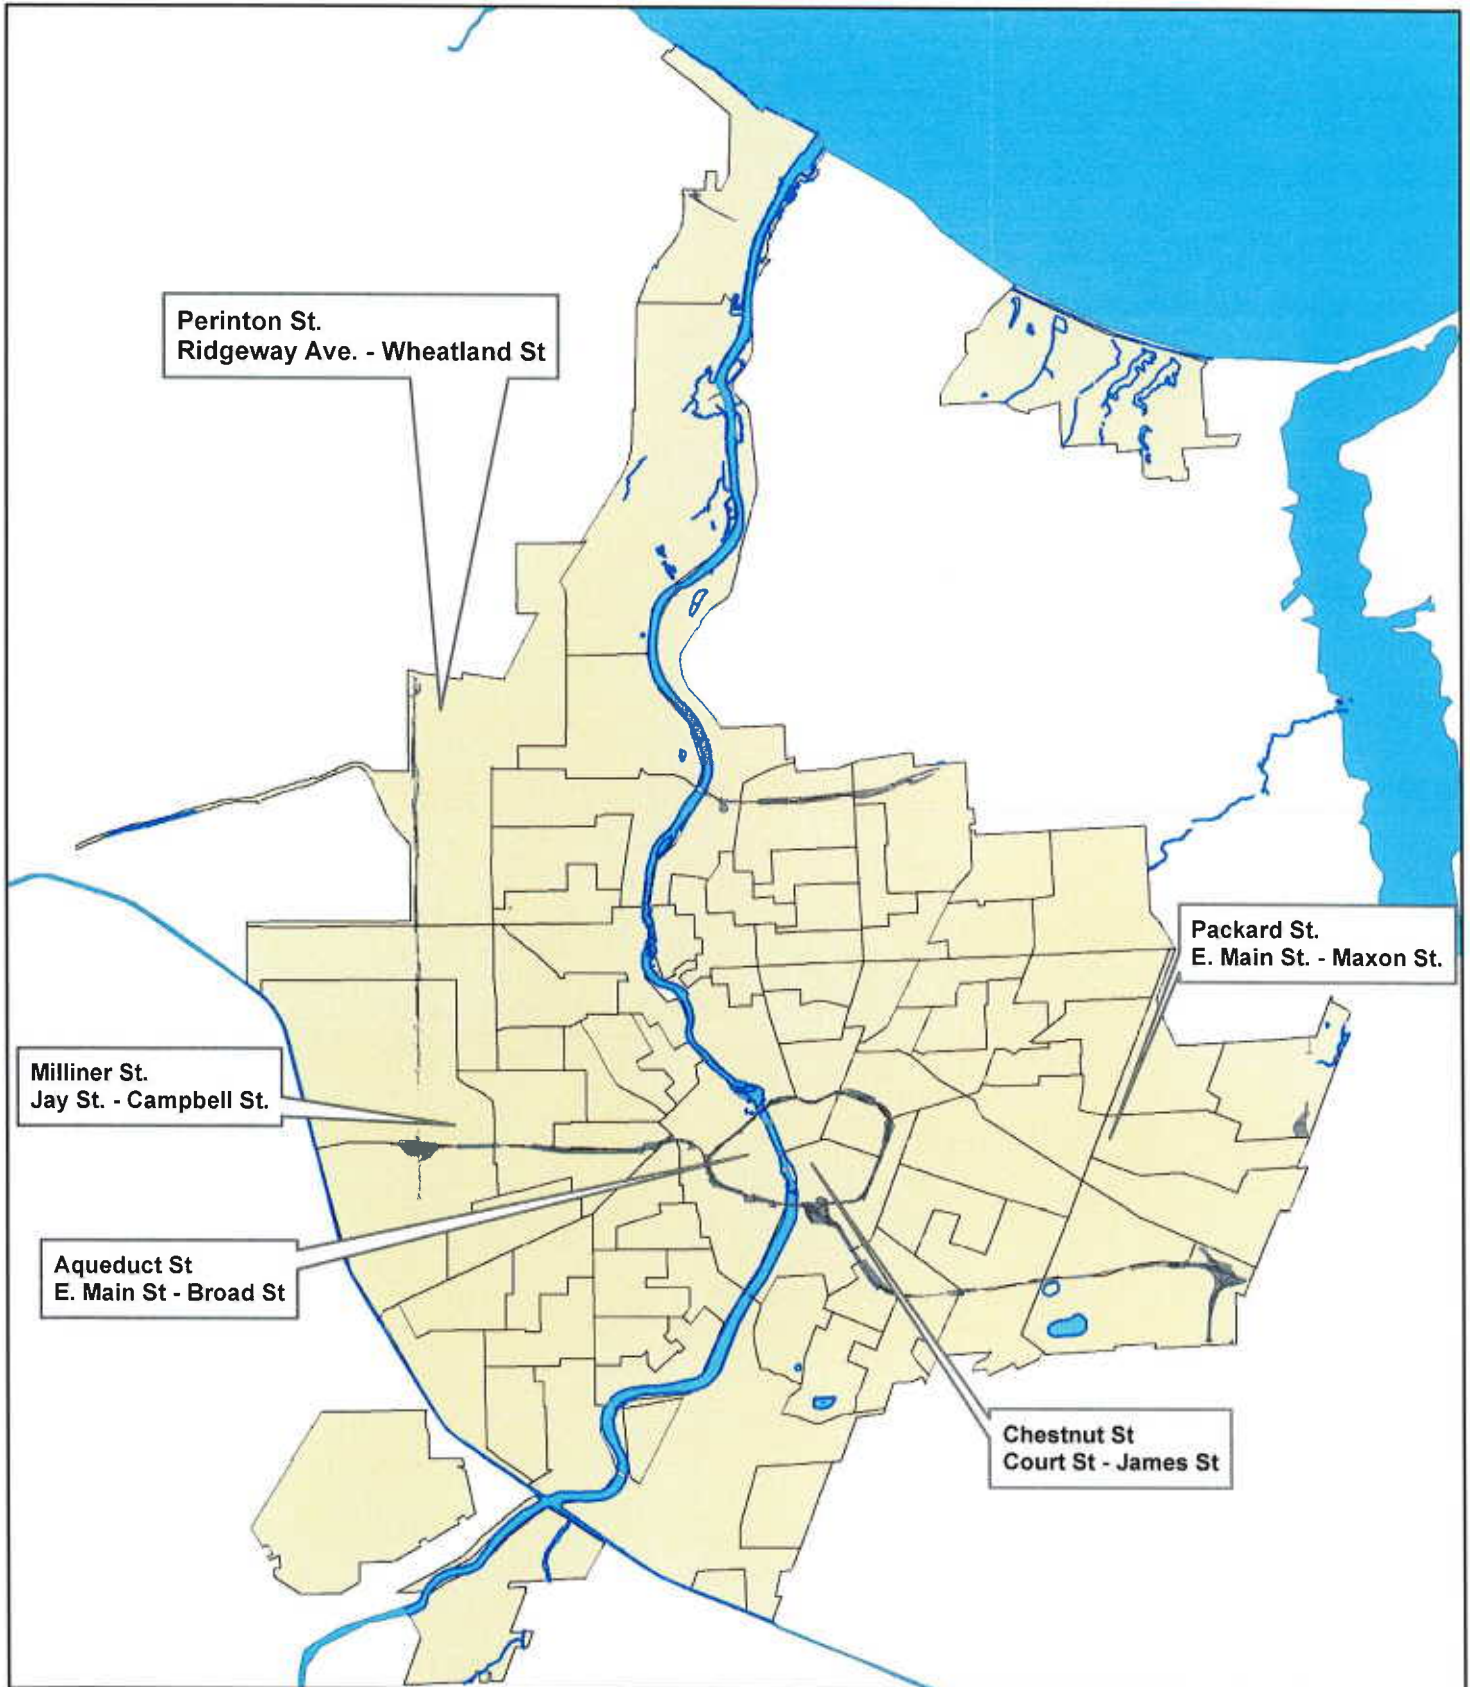 Perinton St.
Ridgeway Ave. - Wheatland St
Packard St.
E. Main St. - Maxon St.
Milliner St.
Jay St. - Campbell St.
Aqueduct St
E. Main St - Broad St
Chestnut St
Court St - James St